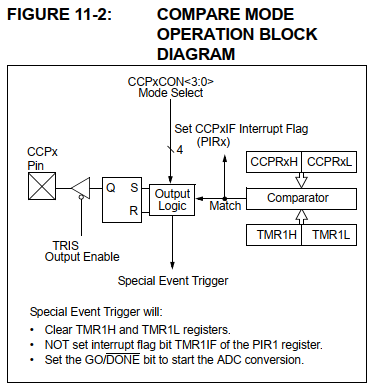 FIGURE 11-2: COMPARE MODE
OPERATION BLOCK
DIAGRAM
CCPxCON<3:0>
Mode Select
Set CCPxIF Interrupt Flag
(PIRx)
4
CCPx
Pin
CCPRxH CCPRxL
Q S
R
Output
Logic
Match
Comparator
TMR1H TMR1L
TRIS
Output Enable
Special Event Trigger
Special Event Trigger will:
• Clear TMR1H and TMR1L registers.
• NOT set interrupt flag bit TMR1IF of the PIR1 register.
• Set the GO/DONE bit to start the ADC conversion.